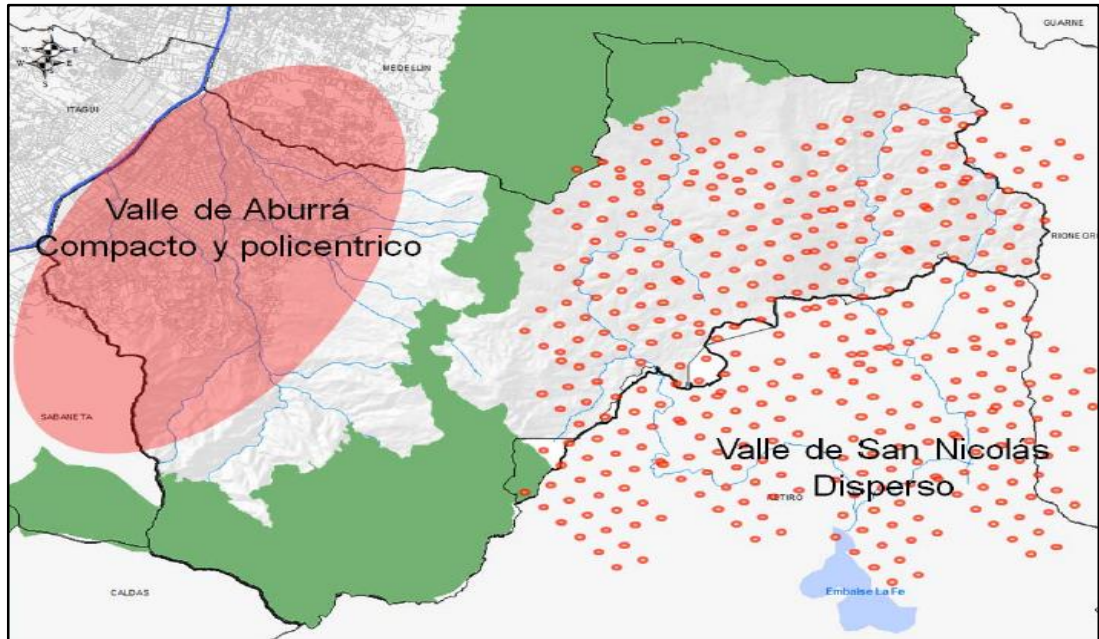 GUARNE
MEDELLIN
ITAGUI
Valle de Aburrá
Compacto y policentrico
RIONEGRO
SABANETA
Valle de San Nicolás
Disperso
RETIRO
CALDAS
Embalse La Fe
N
W
E
S